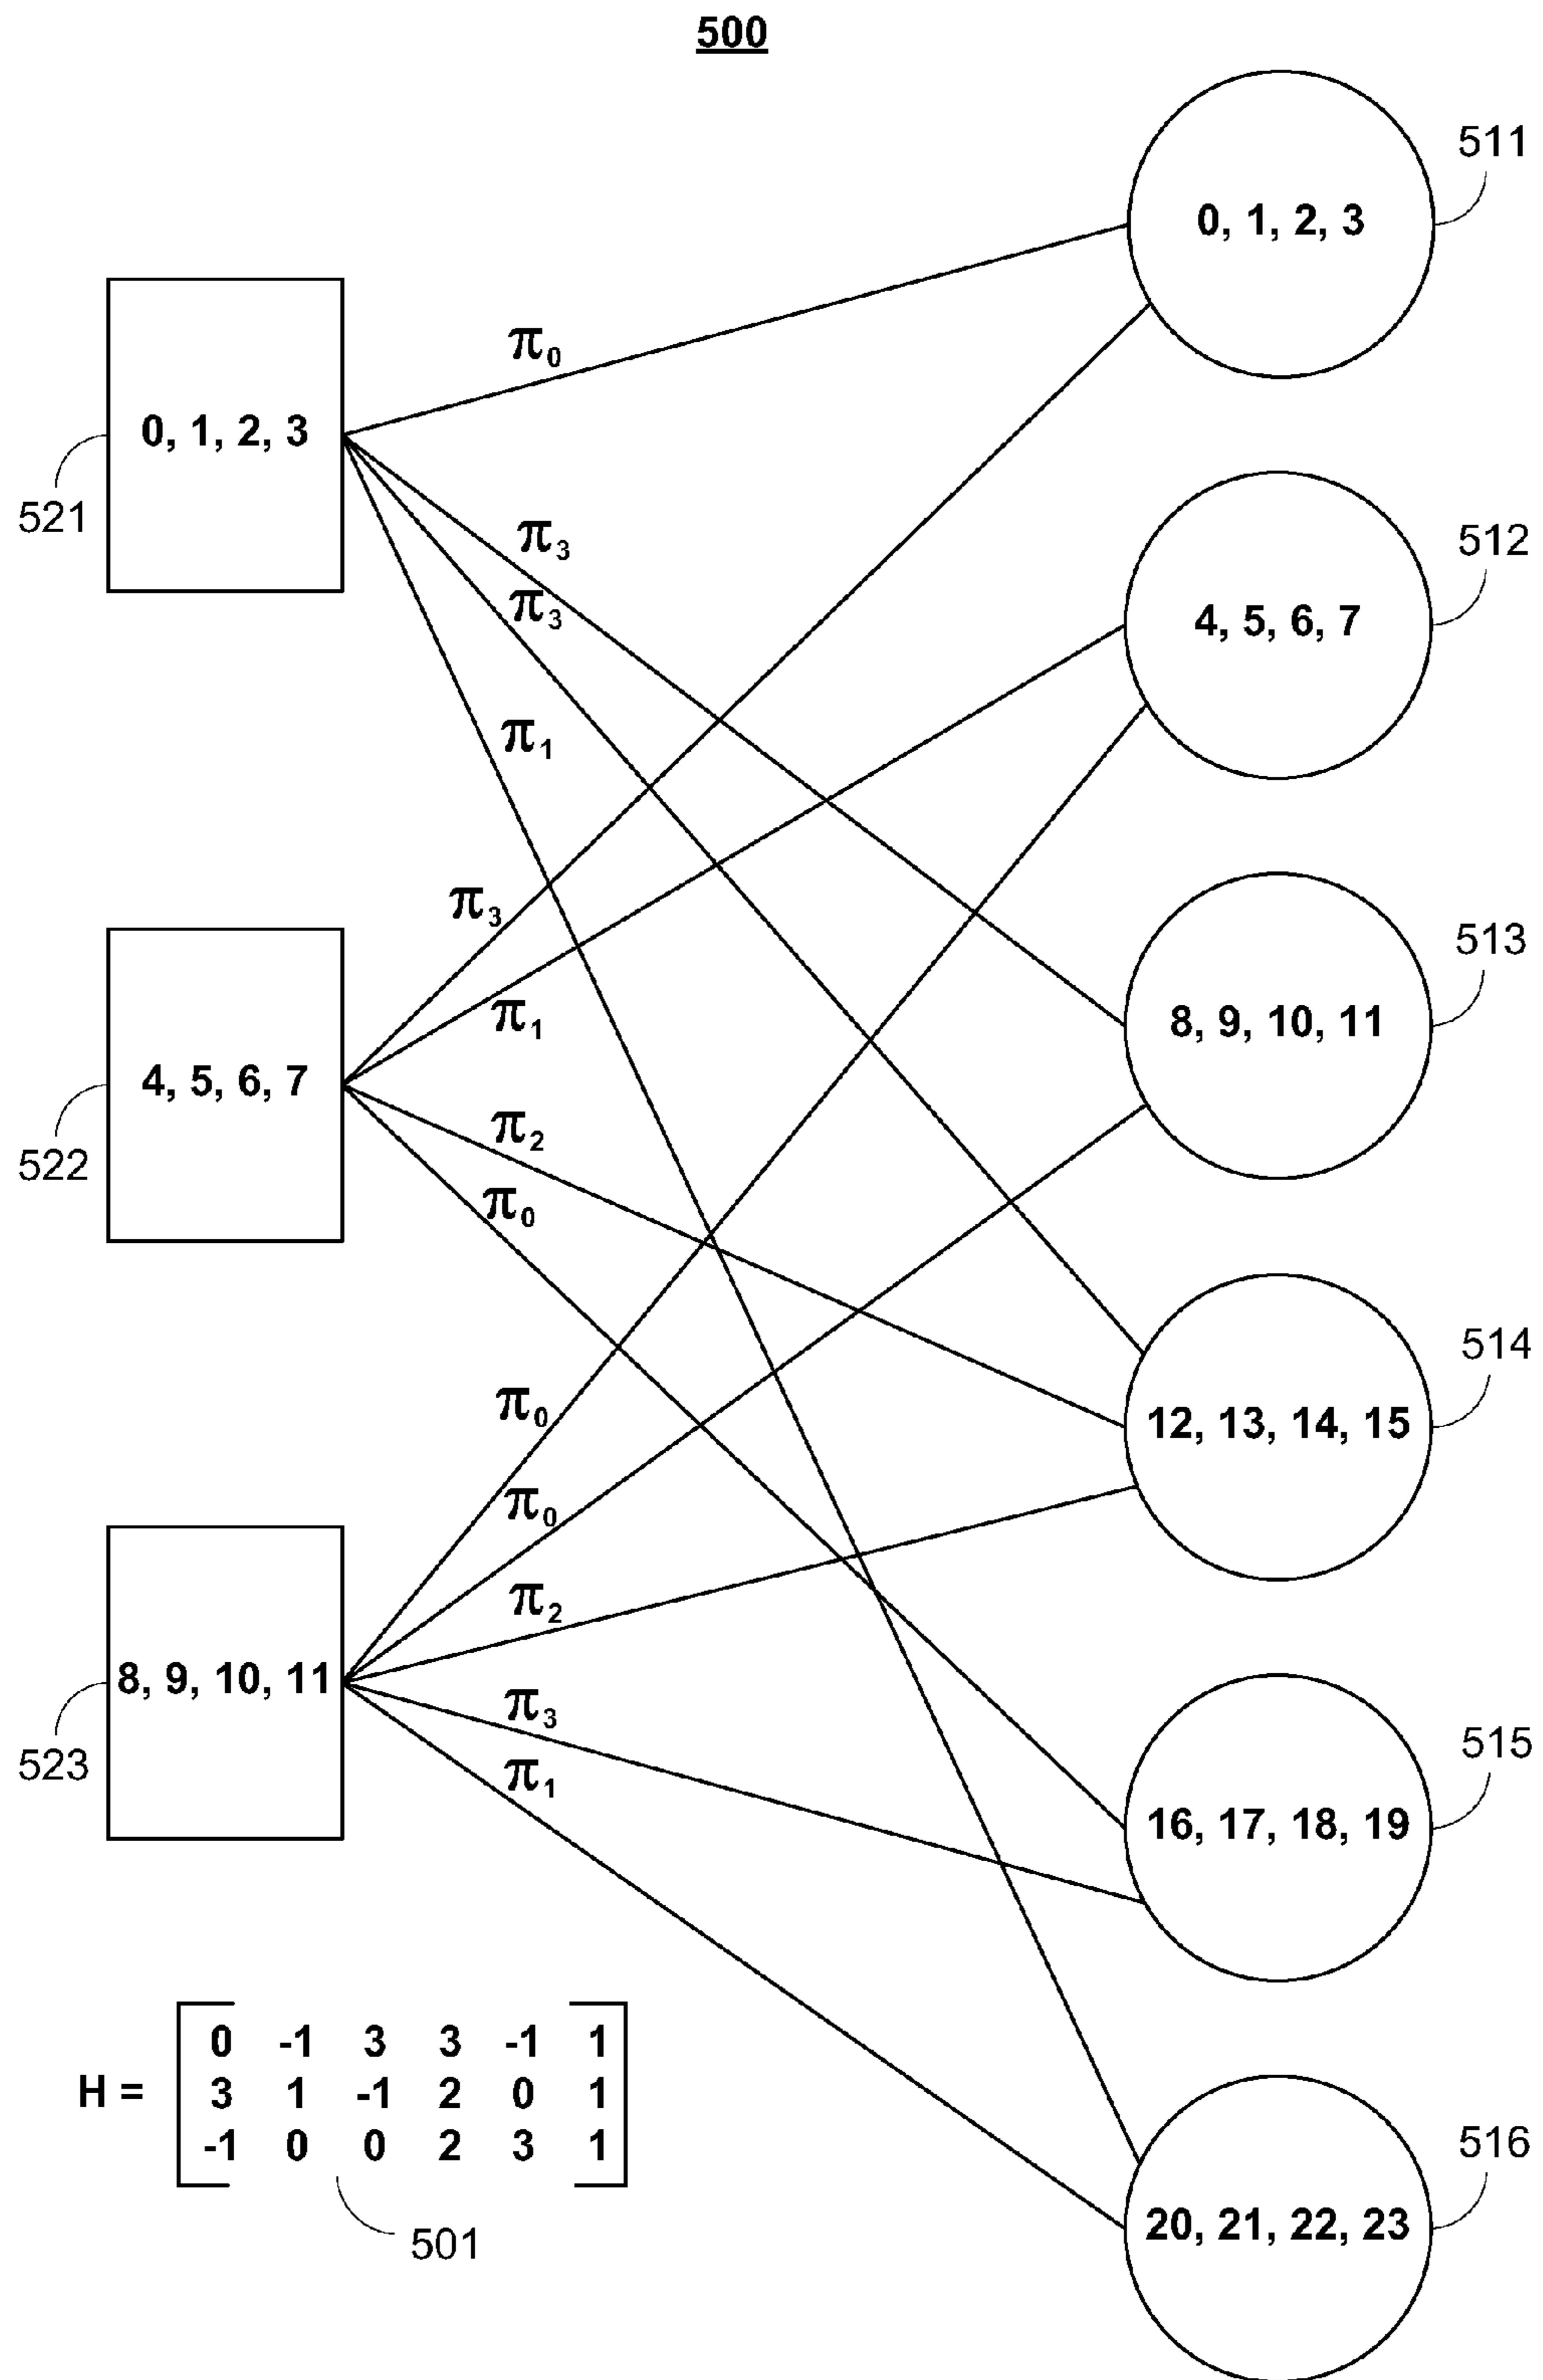 500
511
0, 1, 2, 3
π0
0, 1, 2, 3
521
π3
π3
π1
512
4, 5, 6, 7
π3
513
8, 9, 10, 11
π1
4, 5, 6, 7
522
π2
π0
514
12, 13, 14, 15
π0
π0
π2
8, 9, 10, 11
523
π3
π1
515
16, 17, 18, 19
H =
0 -1 3 3 -1 1
3 1 -1 2 0 1
-1 0 0 2 3 1
501
516
20, 21, 22, 23